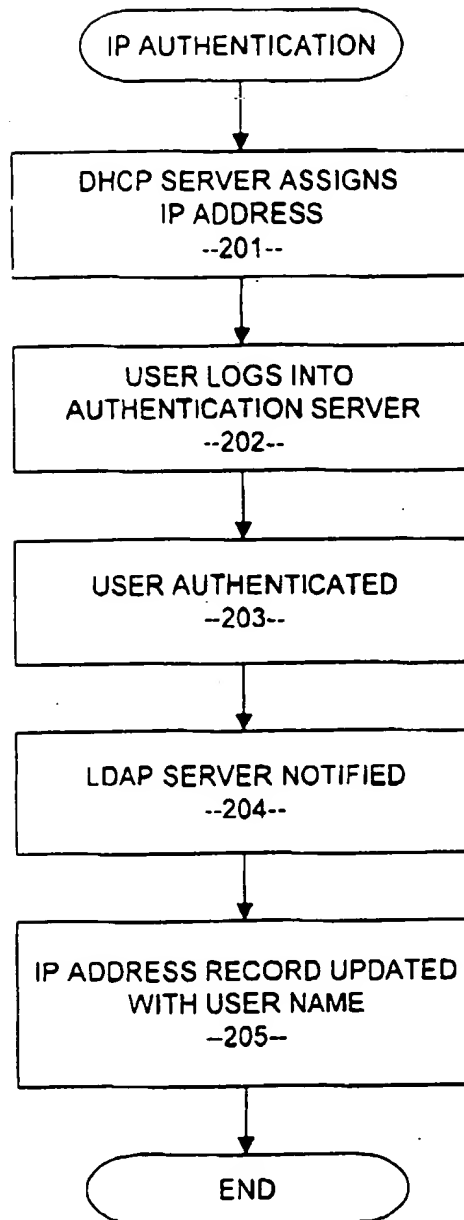 IP AUTHENTICATION
DHCP SERVER ASSIGNS
IP ADDRESS
--201--
USER LOGS INTO
AUTHENTICATION SERVER
--202--
USER AUTHENTICATED
--203--
LDAP SERVER NOTIFIED
--204--
IP ADDRESS RECORD UPDATED
WITH USER NAME
--205--
END